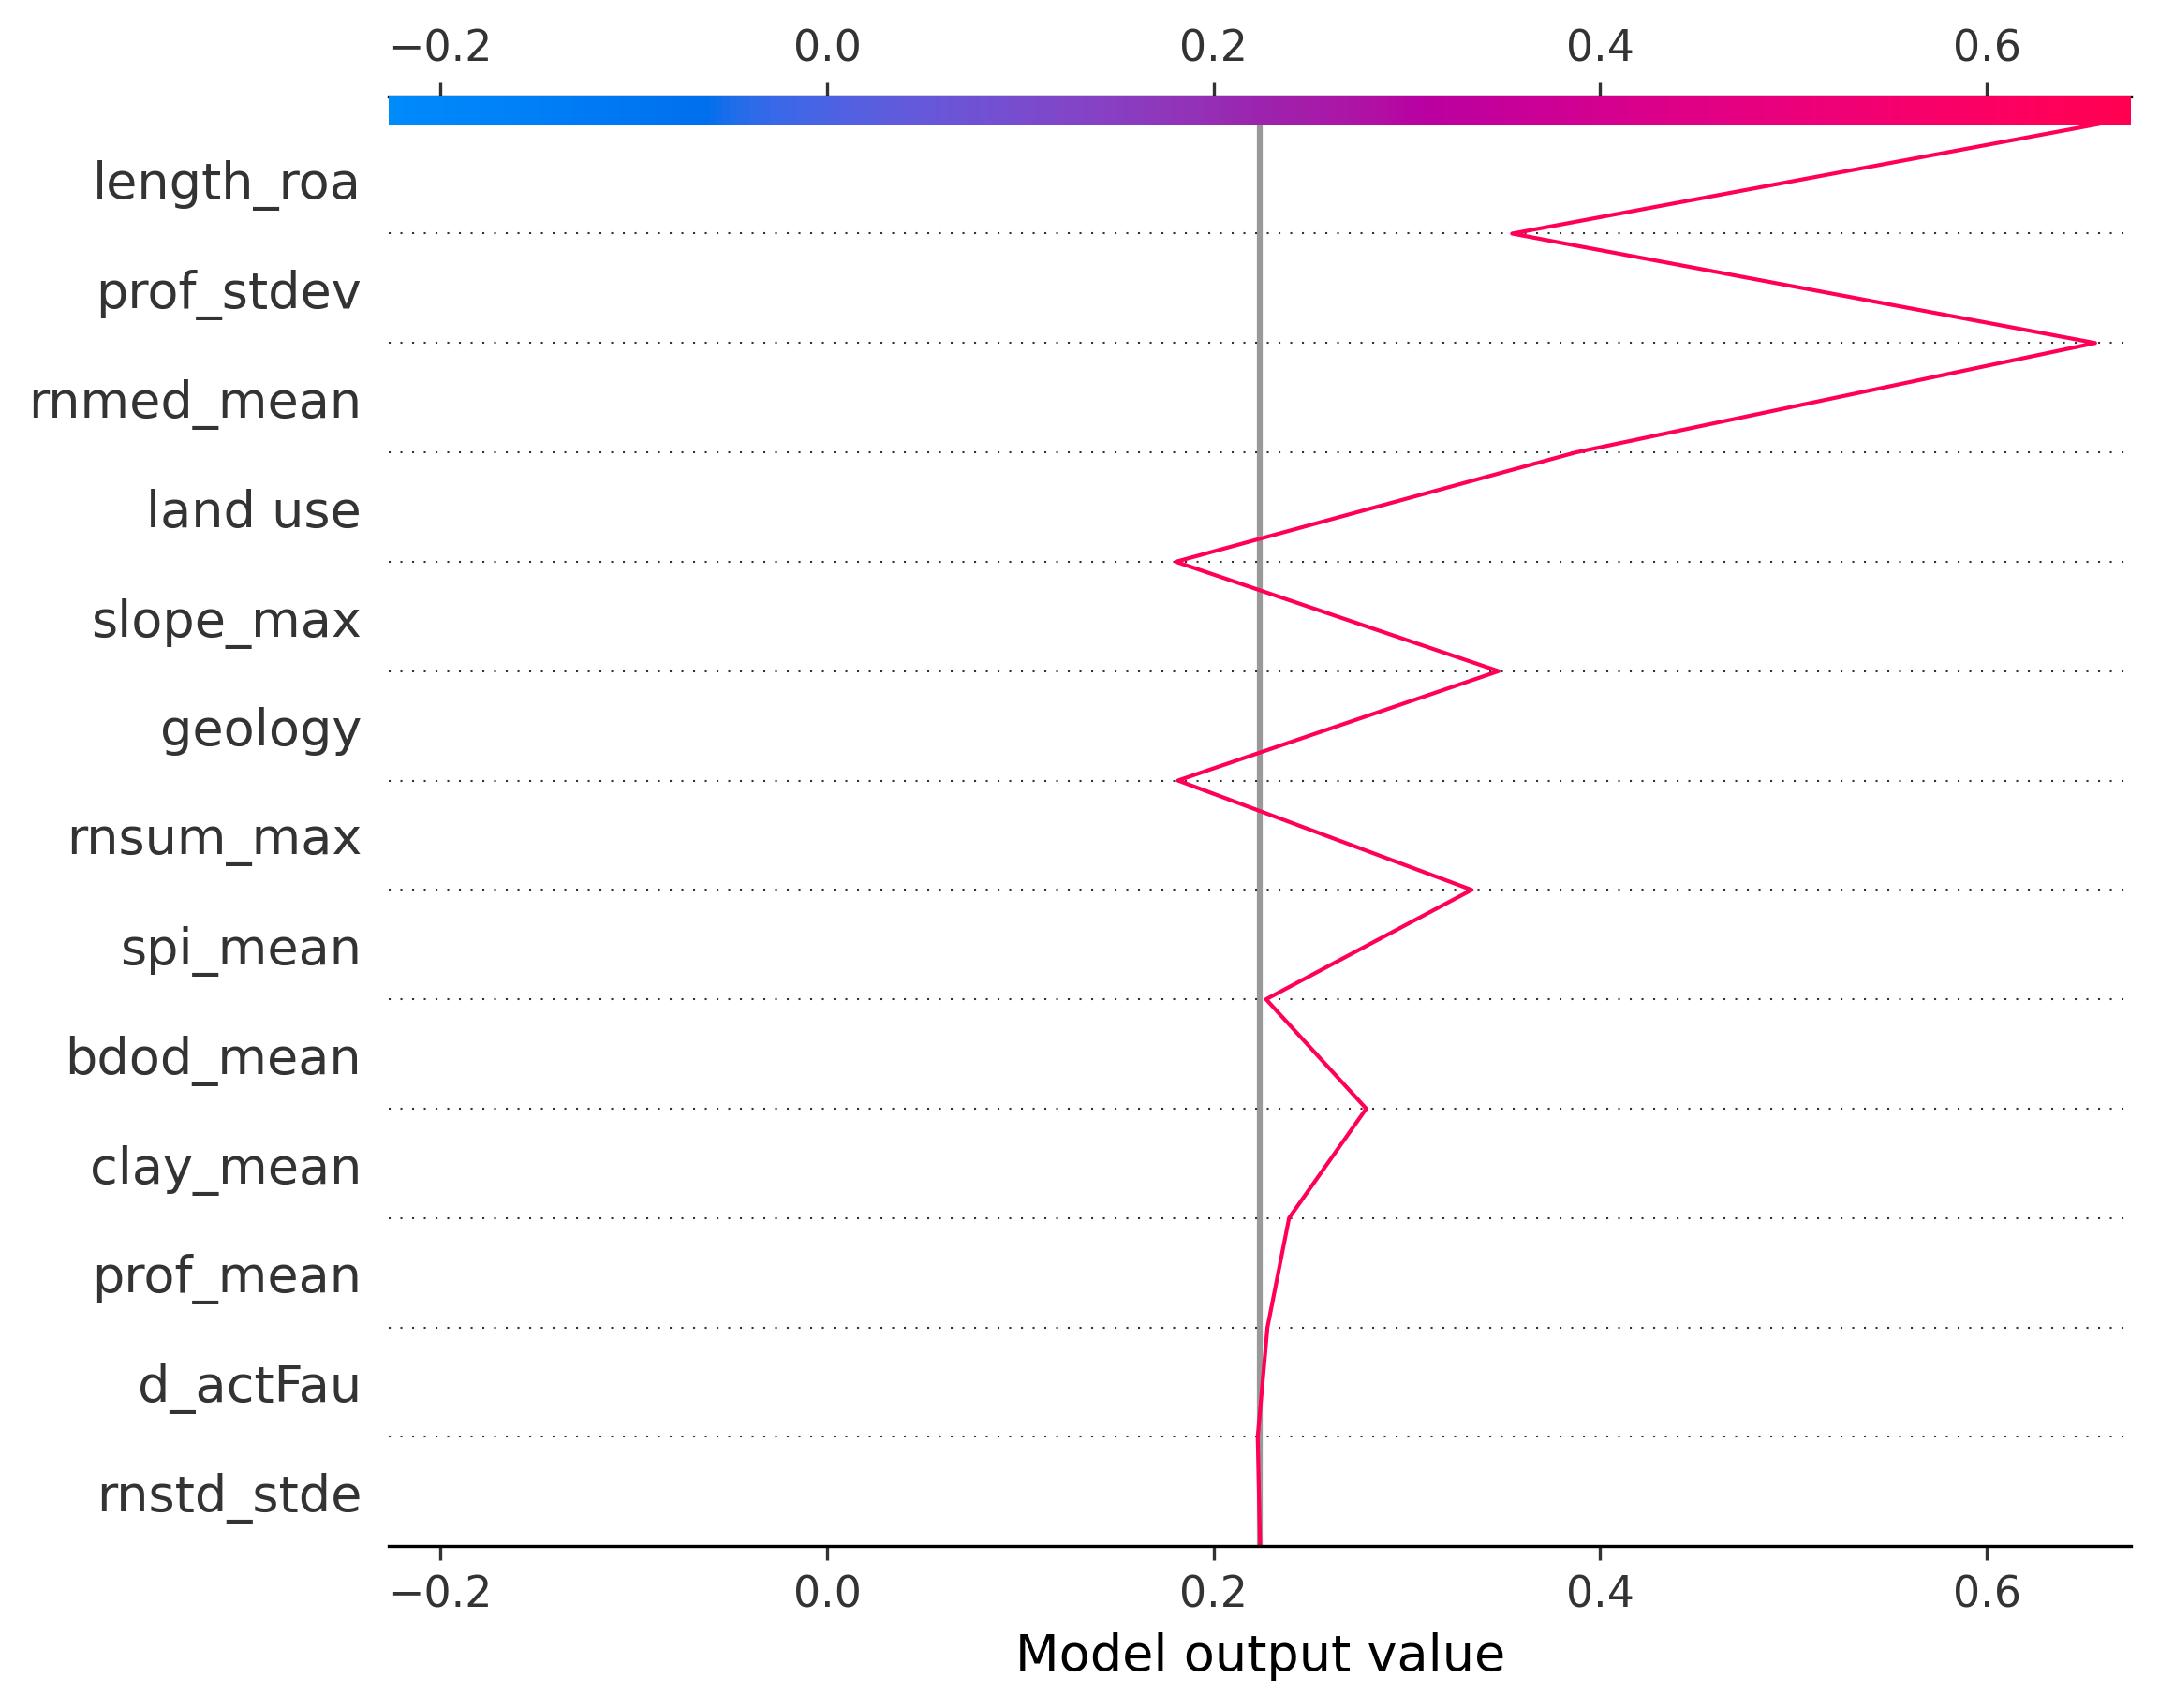 −0.2 0.0 0.2 0.4 0.6
length_roa
prof_stdev
rnmed_mean
land use
slope_max
geology
rnsum_max
spi_mean
bdod_mean
clay_mean
prof_mean
d_actFau
rnstd_stde
−0.2 0.0 0.2 0.4 0.6
Model output value